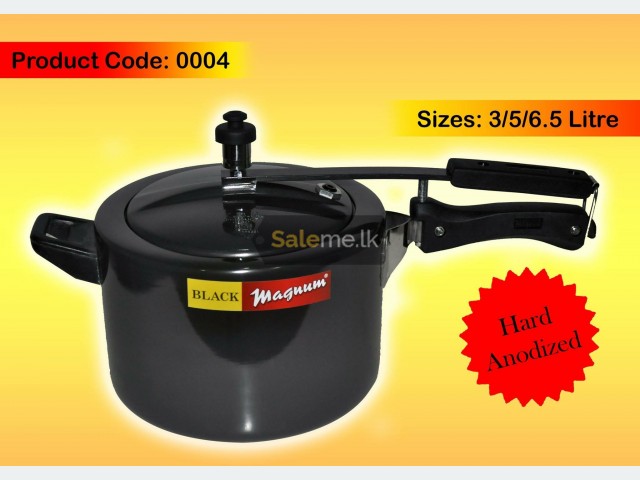 Product Code: 0004
Sizes: 3/5/6.5 Litre
Saleme.lk
BLACK Magnum®
Hard
Anodized